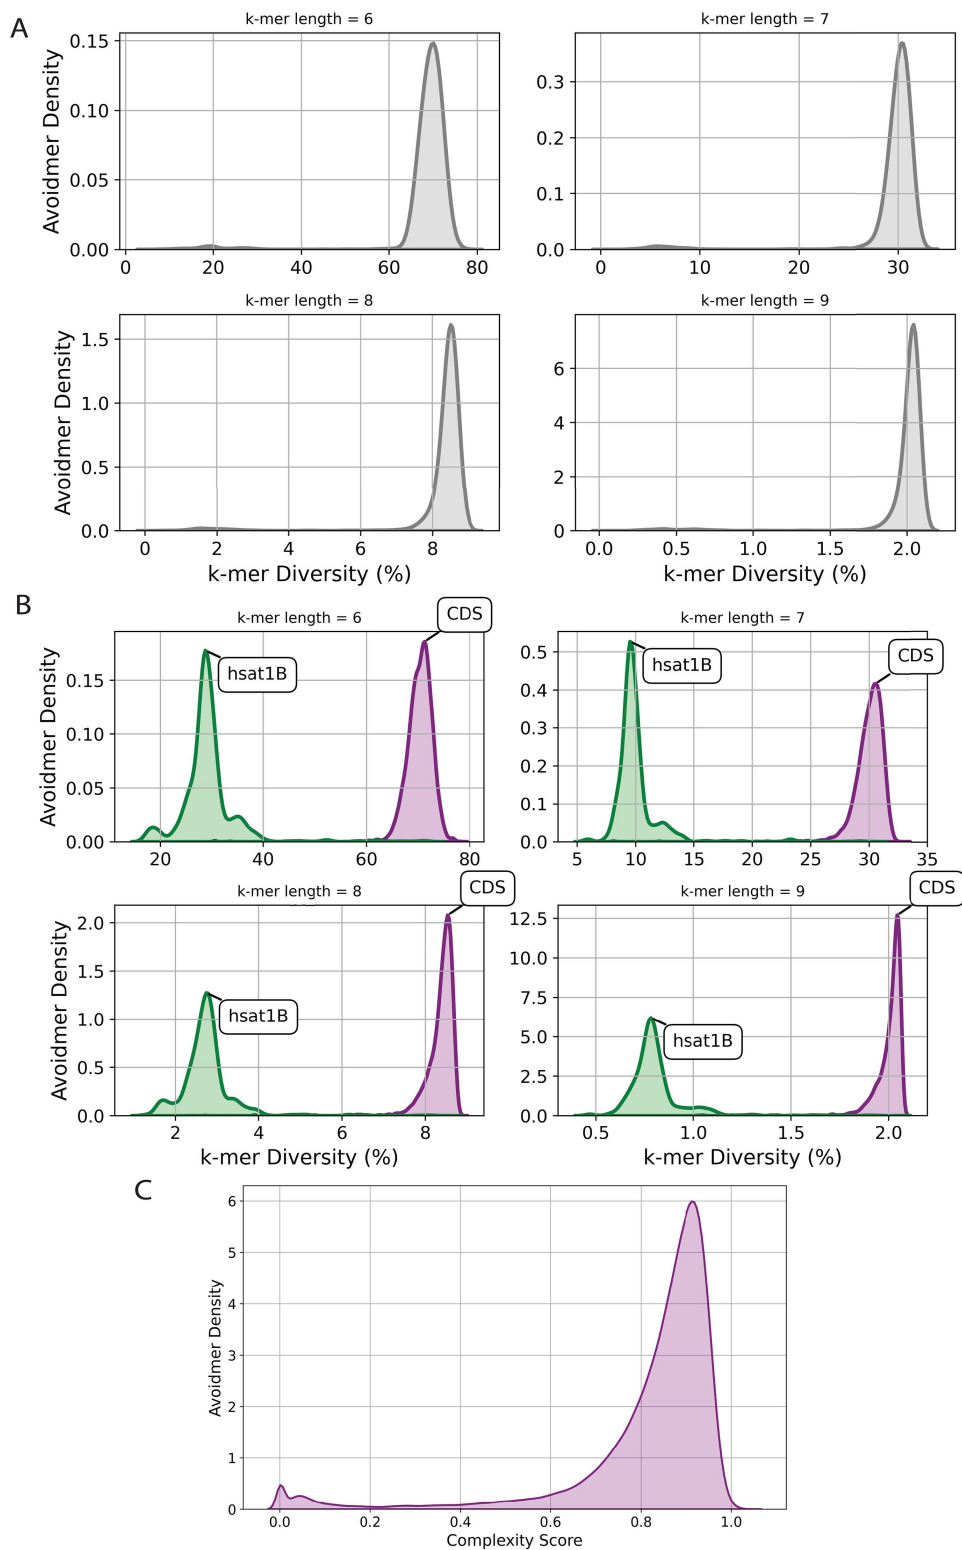 A
k-mer length = 6
k-mer length = 7
Avoidmer Density
0.15
0.10
0.05
0.00
0 20 40 60 80
0.3
0.2
0.1
0.0
0 10 20 30
k-mer length = 8
k-mer length = 9
Avoidmer Density
1.5
1.0
0.5
0.0
0 2 4 6 8
k-mer Diversity (%)
6
4
2
0
0.0 0.5 1.0 1.5 2.0
k-mer Diversity (%)
B
k-mer length = 6
CDS
hsat1B
Avoidmer Density
0.15
0.10
0.05
0.00
20 40 60 80
k-mer length = 7
CDS
hsat1B
0.5
0.4
0.3
0.2
0.1
0.0
5 10 15 20 25 30 35
k-mer length = 8
CDS
hsat1B
Avoidmer Density
2.0
1.5
1.0
0.5
0.0
2 4 6 8
k-mer Diversity (%)
k-mer length = 9
CDS
hsat1B
12.5
10.0
7.5
5.0
2.5
0.0
0.5 1.0 1.5 2.0
k-mer Diversity (%)
C
Avoidmer Density
6
5
4
3
2
1
0
0.0 0.2 0.4 0.6 0.8 1.0
Complexity Score